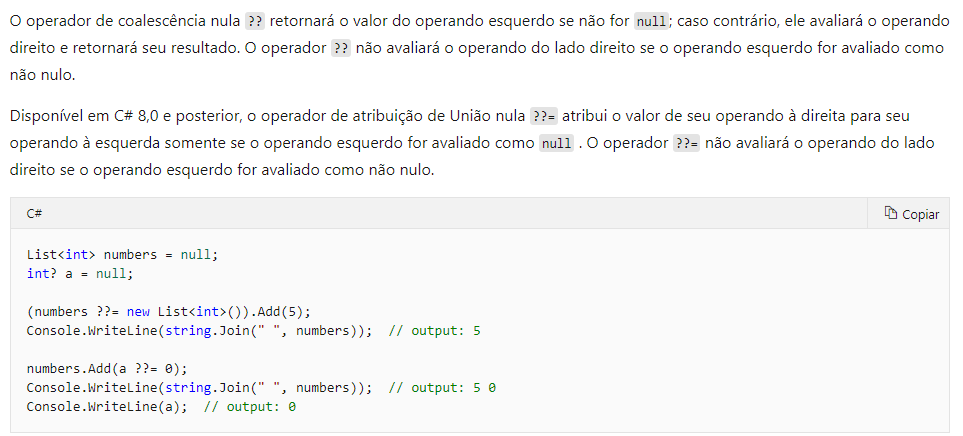 O operador de coalescência nula ?? retornará o valor do operando esquerdo se não for null; caso contrário, ele avaliará o operando
direito e retornará seu resultado. O operador ?? não avaliará o operando do lado direito se o operando esquerdo for avaliado como
não nulo.
Disponível em C# 8,0 e posterior, o operador de atribuição de União nula ??= atribui o valor de seu operando à direita para seu
operando à esquerda somente se o operando esquerdo for avaliado como null . O operador ??= não avaliará o operando do lado
direito se o operando esquerdo for avaliado como não nulo.
C# Copiar
List<int> numbers = null;
int? a = null;
(numbers ??= new List<int>()).Add(5);
Console.WriteLine(string.Join(" ", numbers));  // output: 5
numbers.Add(a ??= 0);
Console.WriteLine(string.Join(" ", numbers));  // output: 5 0
Console.WriteLine(a);  // output: 0